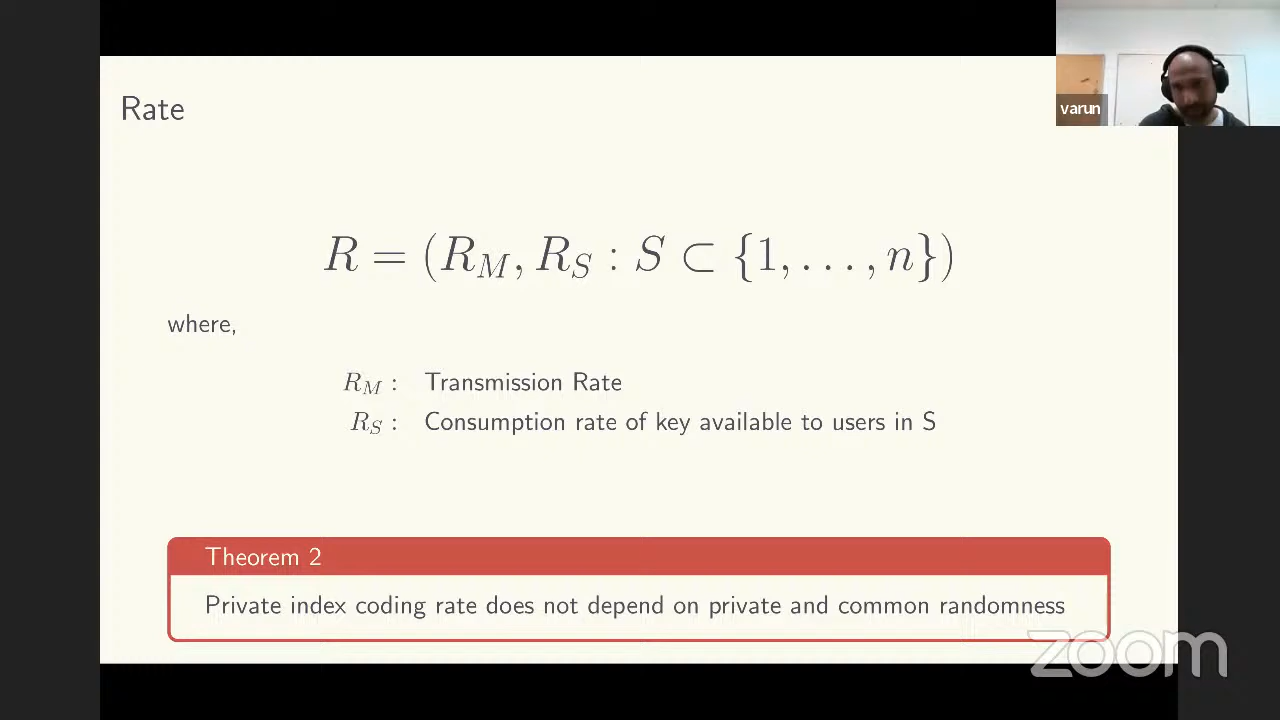 varun
Rate
R = (R_M, R_S : S ⊂ {1, . . . , n})
where,
R_M : Transmission Rate
R_S : Consumption rate of key available to users in S
Theorem 2
Private index coding rate does not depend on private and common randomness
zoom